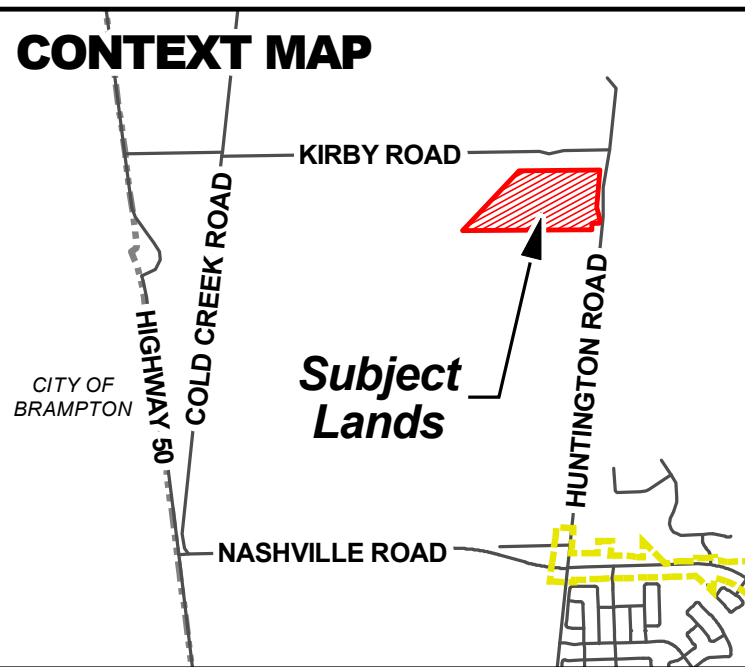 CONTEXT MAP
KIRBY ROAD
COLD CREEK ROAD
HIGHWAY 50
HUNTINGTON ROAD
CITY OF
BRAMPTON
Subject
Lands
NASHVILLE ROAD